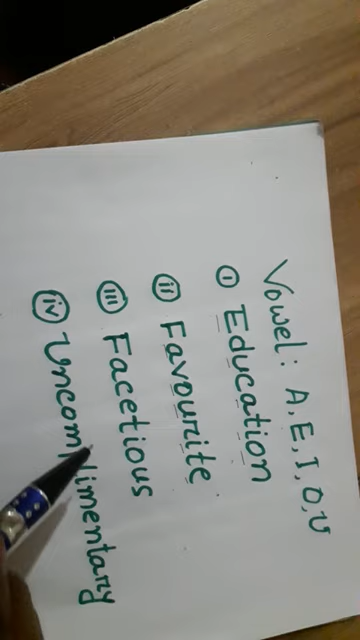 Vowel: A, E, I, O, U
(i) Education
(ii) Favourite
(iii) Facetious
(iv) Uncomplimentary